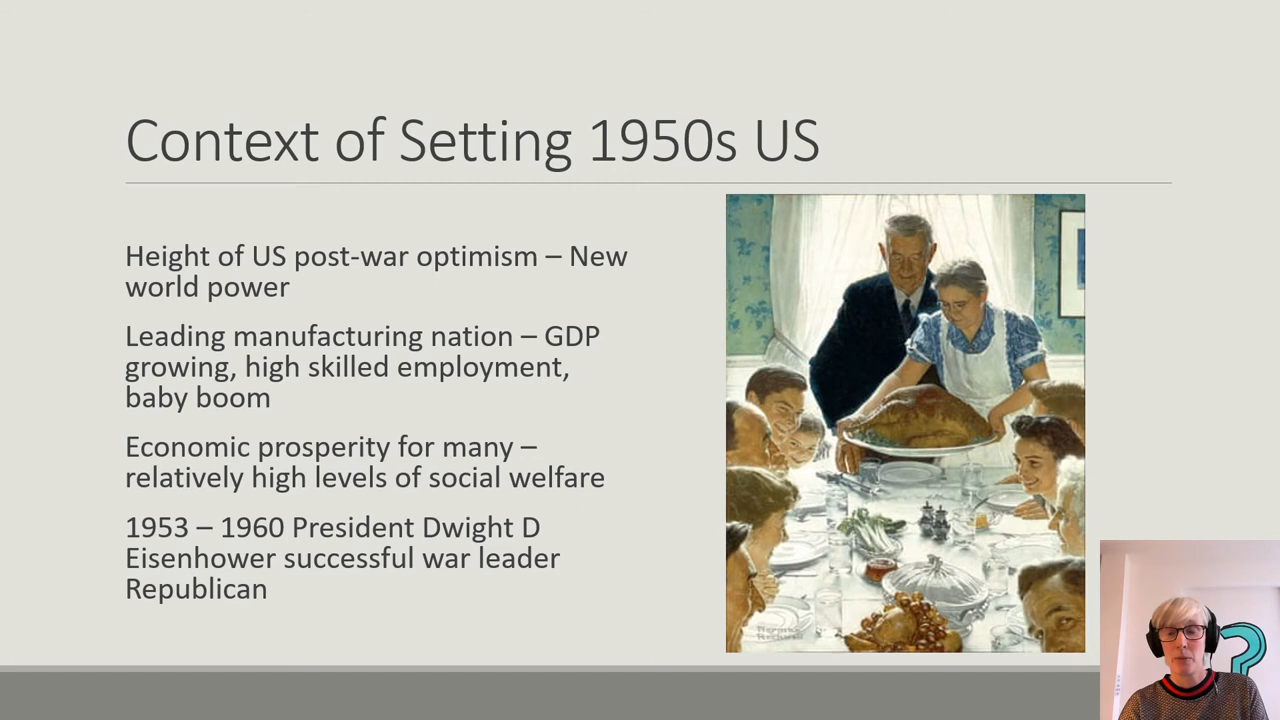 Context of Setting 1950s US
Height of US post-war optimism – New
world power
Leading manufacturing nation – GDP
growing, high skilled employment,
baby boom
Economic prosperity for many –
relatively high levels of social welfare
1953 – 1960 President Dwight D
Eisenhower successful war leader
Republican
Norman
Rockwell
?